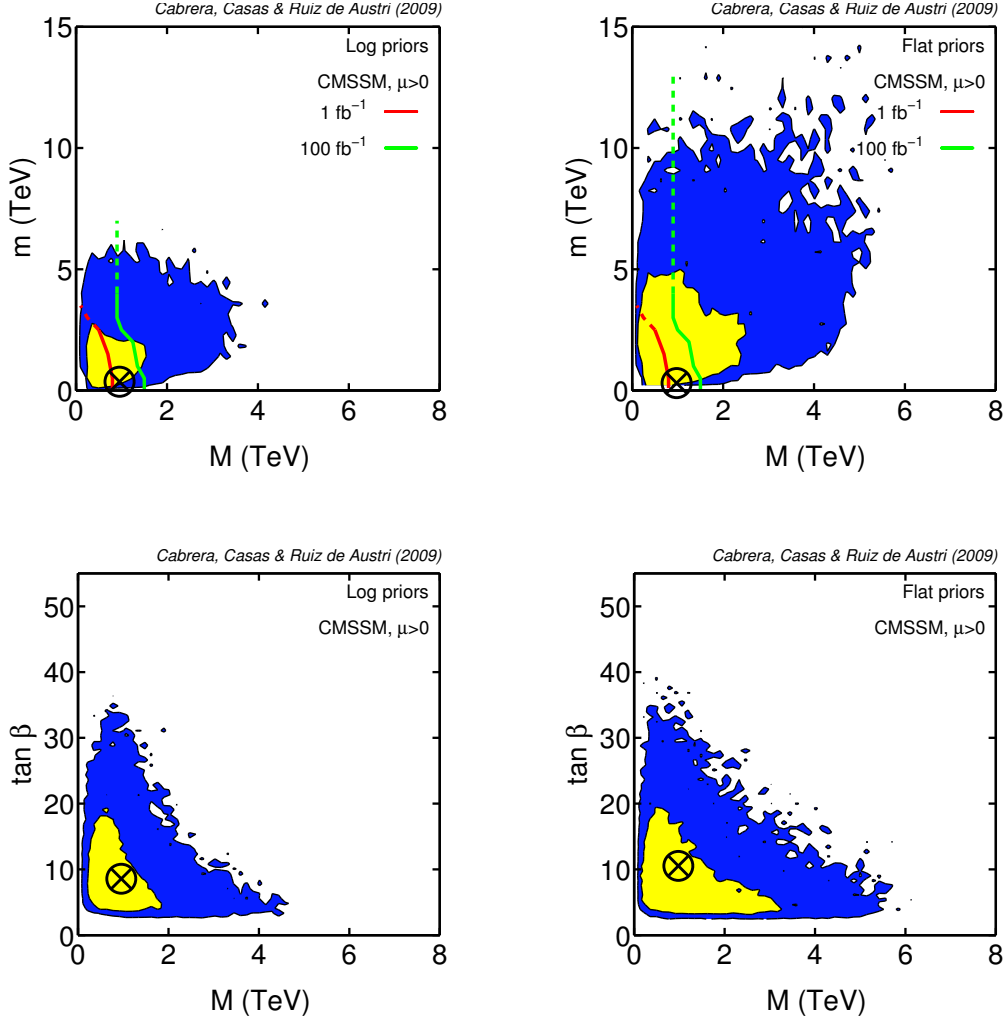 Cabrera, Casas & Ruiz de Austri (2009)
Log priors
CMSSM, μ>0
1 fb⁻¹
100 fb⁻¹
15
10
5
0
m (TeV)
0 2 4 6 8
M (TeV)
Cabrera, Casas & Ruiz de Austri (2009)
Flat priors
CMSSM, μ>0
1 fb⁻¹
100 fb⁻¹
15
10
5
0
m (TeV)
0 2 4 6 8
M (TeV)
Cabrera, Casas & Ruiz de Austri (2009)
Log priors
CMSSM, μ>0
50
40
30
20
10
0
tan β
0 2 4 6 8
M (TeV)
Cabrera, Casas & Ruiz de Austri (2009)
Flat priors
CMSSM, μ>0
50
40
30
20
10
0
tan β
0 2 4 6 8
M (TeV)